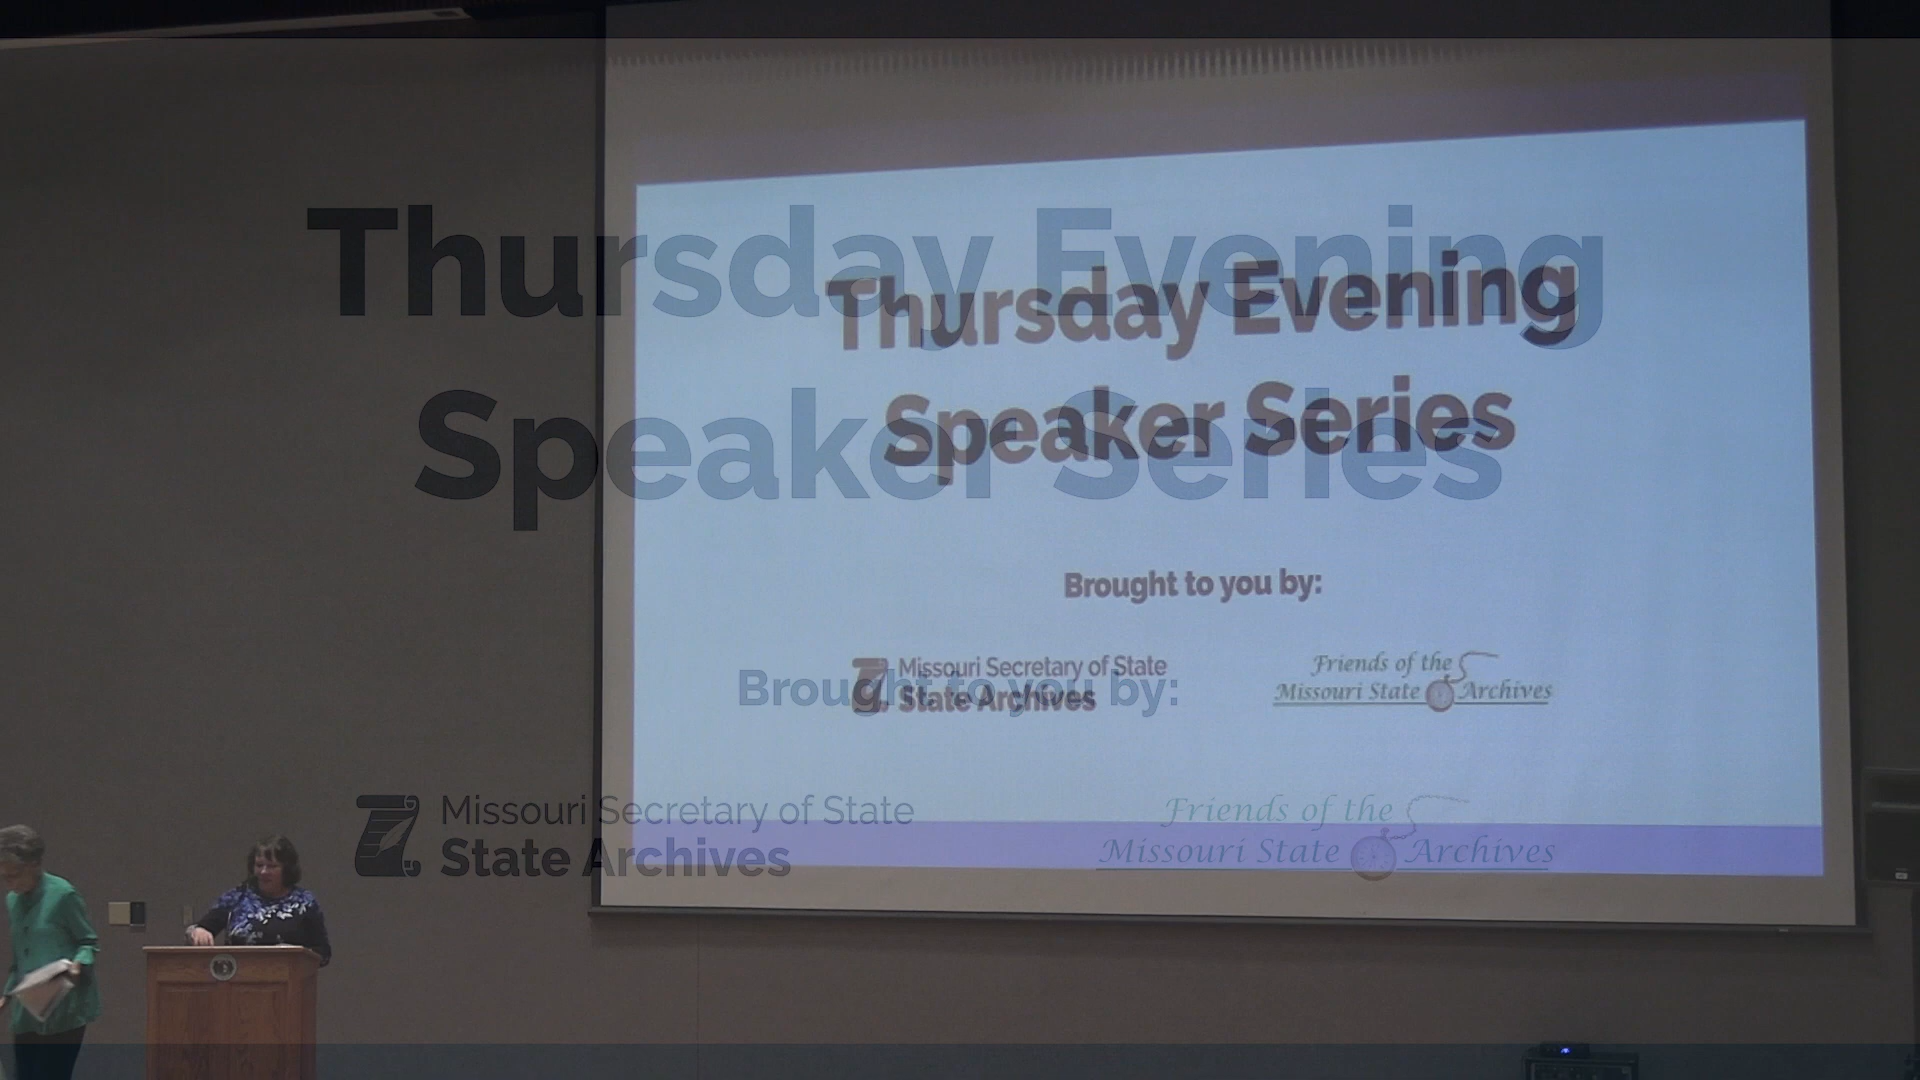 Thursday Evening
Speaker Series
Brought to you by:
Missouri Secretary of State
State Archives
Friends of the
Missouri State Archives
Thursday Evening
Speaker Series
Brought to you by:
Missouri Secretary of State
State Archives
Friends of the
Missouri State Archives